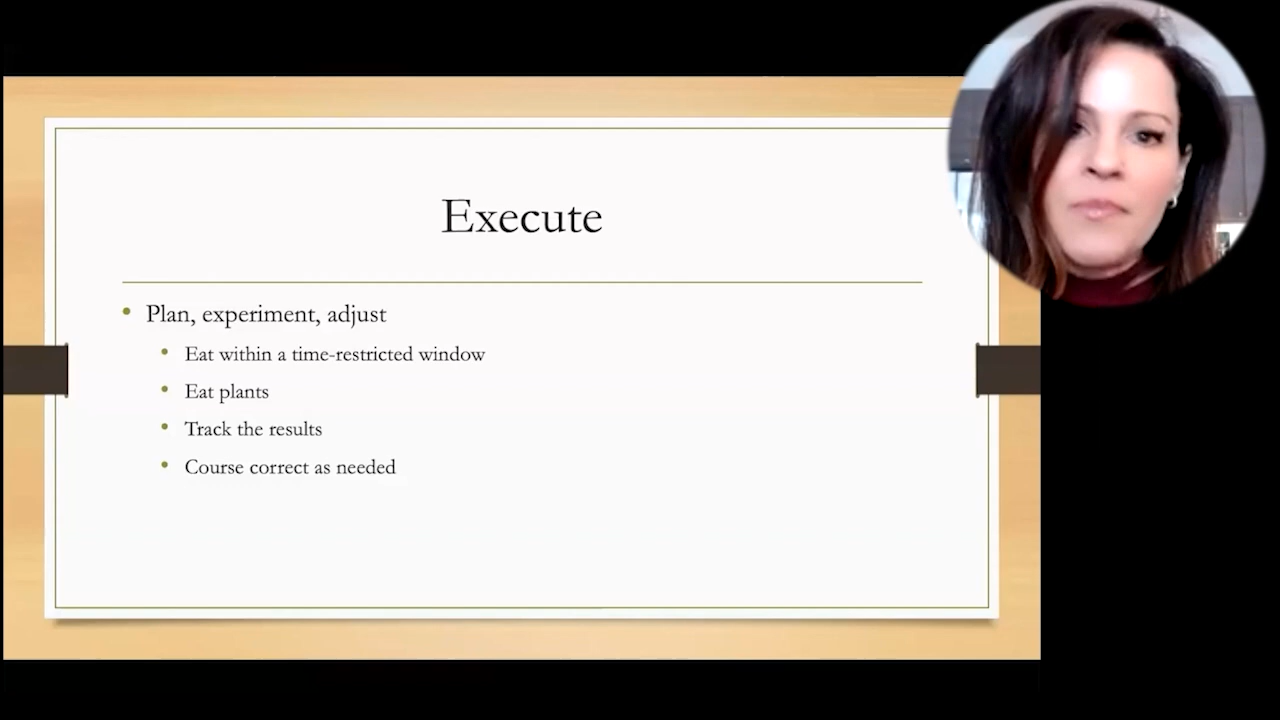 Execute
Plan, experiment, adjust
Eat within a time-restricted window
Eat plants
Track the results
Course correct as needed